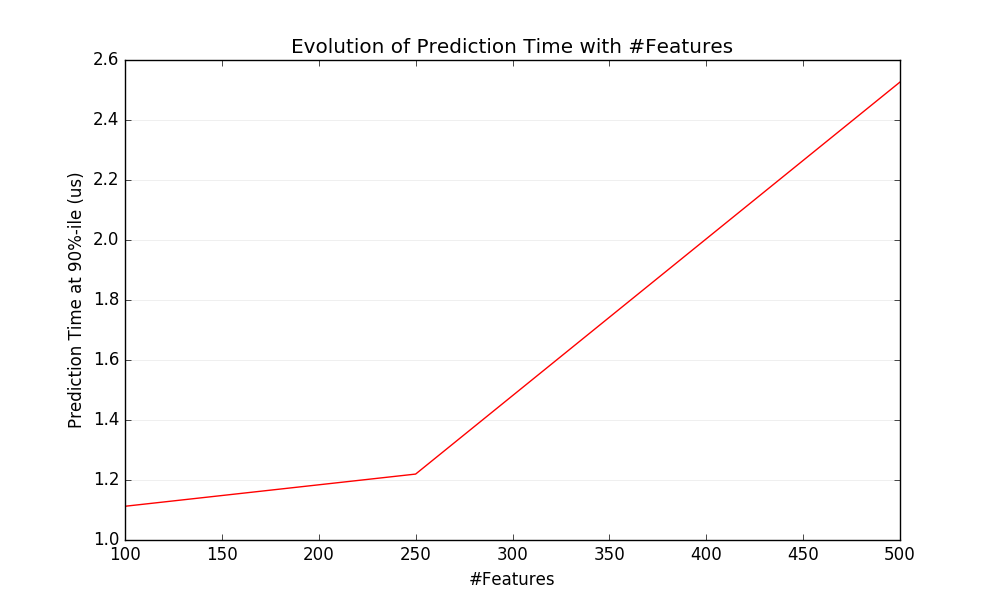 Evolution of Prediction Time with #Features
Prediction Time at 90%-ile (us)
2.6
2.4
2.2
2.0
1.8
1.6
1.4
1.2
1.0
100 150 200 250 300 350 400 450 500
#Features